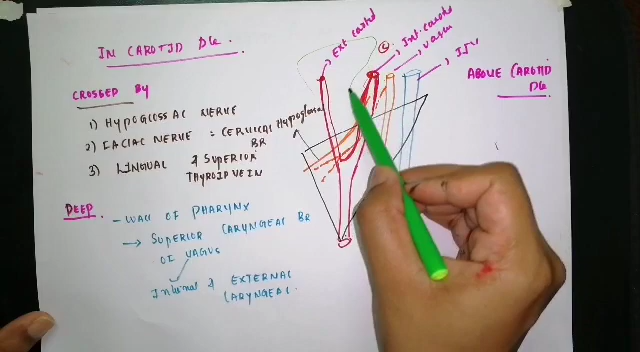 IN CAROTID DLE.
CROSSED By
1) HYPOGLOSSAL NERVE
2) FACIAL NERVE = CERVICAL BR
3) LINGUAL & SUPERIOR THYROID VEIN
DEEP.
- WALL OF PHARYNX
→ SUPERIOR LARYNGEAL BR
OF VAGUS
Internal & EXTERNAL
LARYNGEAL.
Ext carotid
Int. carotid
Vagus
IJV
Hypoglossal
ABOVE CAROTID
DLE